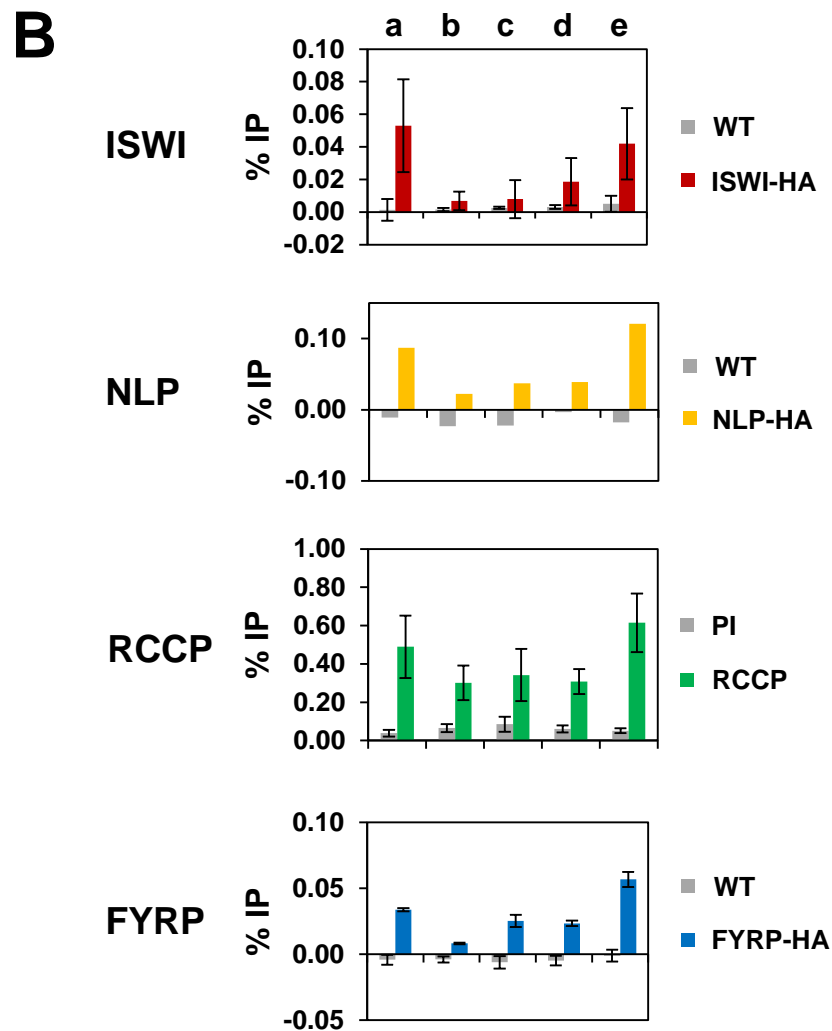 B
a b c d e
ISWI
% IP
0.10
0.08
0.06
0.04
0.02
0.00
-0.02
WT
ISWI-HA
NLP
% IP
0.10
0.00
-0.10
WT
NLP-HA
RCCP
% IP
1.00
0.80
0.60
0.40
0.20
0.00
PI
RCCP
FYRP
% IP
0.10
0.05
0.00
-0.05
WT
FYRP-HA